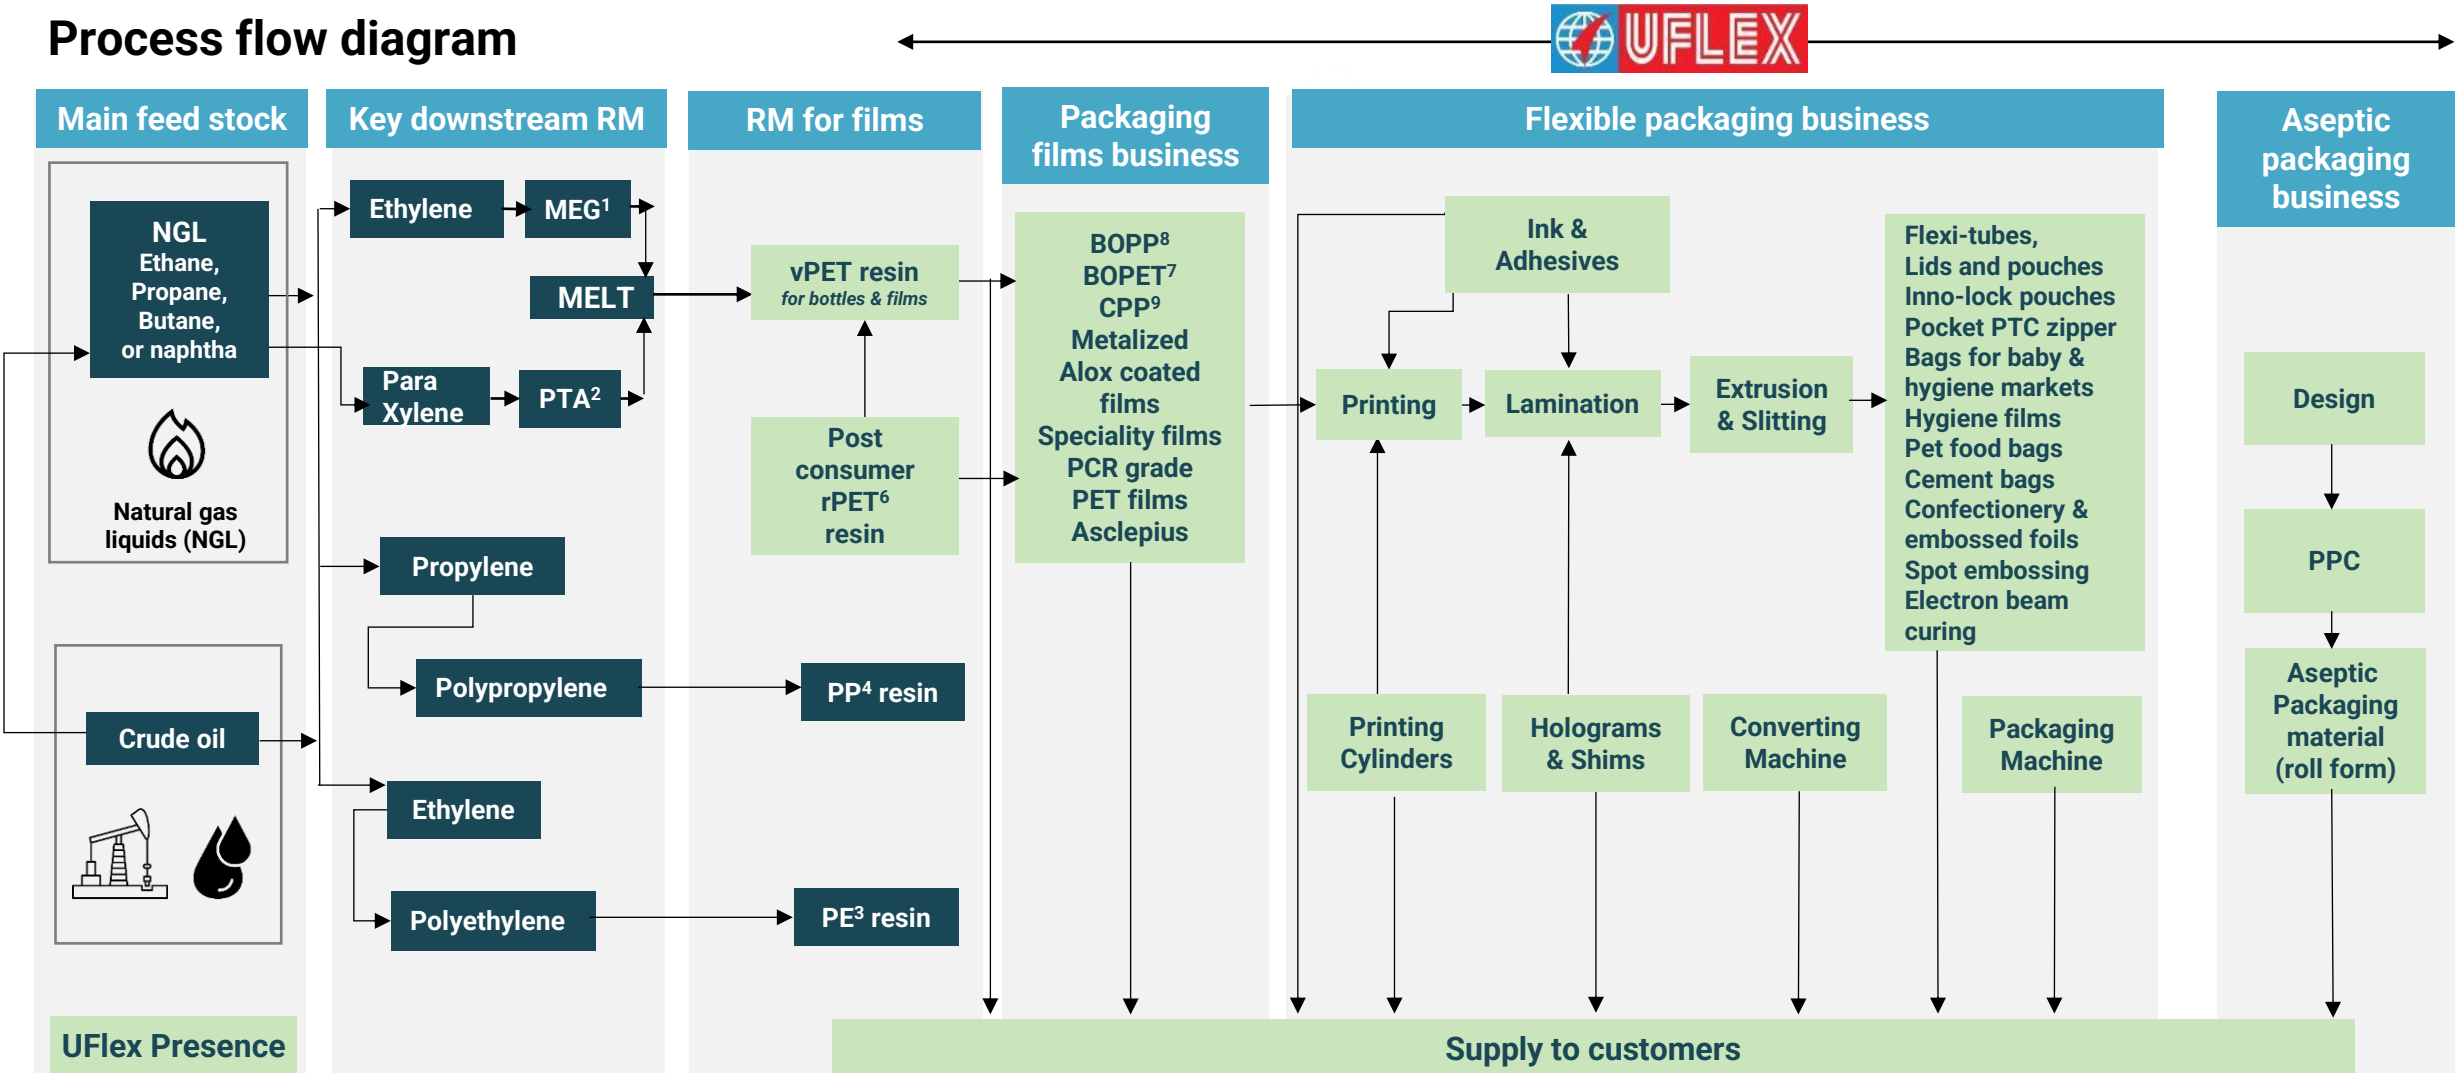 Process flow diagram
UFLEX
Main feed stock
NGL
Ethane,
Propane,
Butane,
or naphtha
Natural gas
liquids (NGL)
Crude oil
UFlex Presence
Key downstream RM
Ethylene
MEG¹
MELT
Para
Xylene
PTA²
Propylene
Polypropylene
Ethylene
Polyethylene
RM for films
vPET resin
for bottles & films
Post
consumer
rPET⁶
resin
PP⁴ resin
PE³ resin
Packaging
films business
BOPP⁸
BOPET⁷
CPP⁹
Metalized
Alox coated
films
Speciality films
PCR grade
PET films
Asclepius
Flexible packaging business
Ink &
Adhesives
Printing
Lamination
Extrusion
& Slitting
Flexi-tubes,
Lids and pouches
Inno-lock pouches
Pocket PTC zipper
Bags for baby &
hygiene markets
Hygiene films
Pet food bags
Cement bags
Confectionery &
embossed foils
Spot embossing
Electron beam
curing
Printing
Cylinders
Holograms
& Shims
Converting
Machine
Packaging
Machine
Aseptic
packaging
business
Design
PPC
Aseptic
Packaging
material
(roll form)
Supply to customers